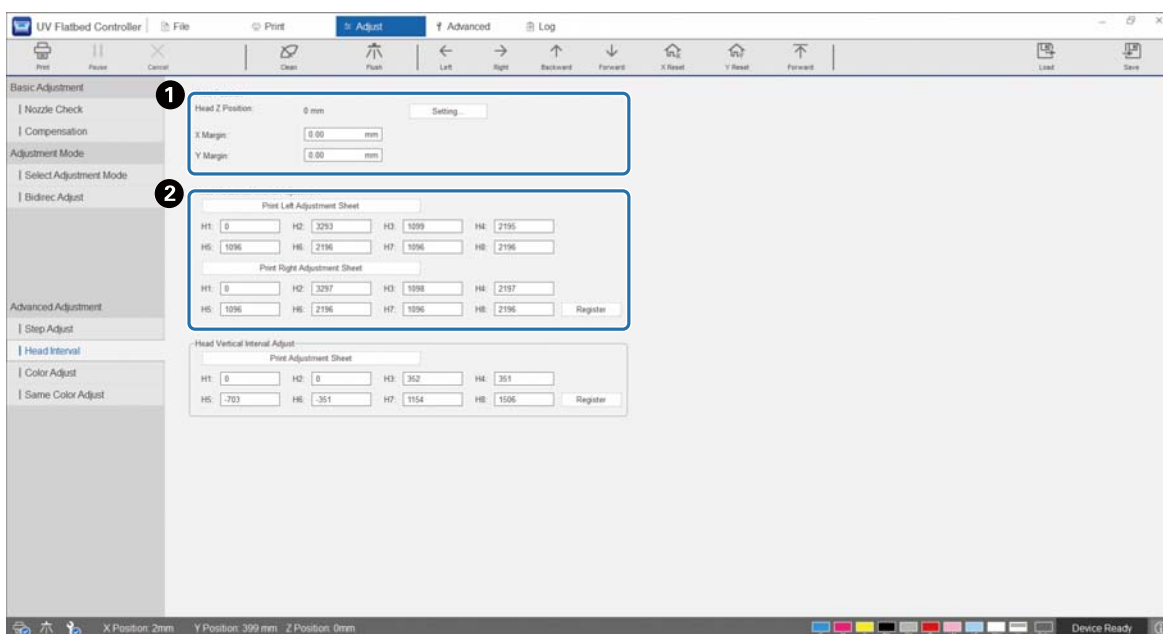 UV Flatbed Controller File Print Adjust Advanced Log
Print Pause Cancel Clean Flush Left Right Backward Forward X Reset Y Reset Forward Load Save
Basic Adjustment
Nozzle Check
Compensation
Adjustment Mode
Select Adjustment Mode
Bidirec Adjust
Advanced Adjustment
Step Adjust
Head Interval
Color Adjust
Same Color Adjust
1
Head Z Position: 0 mm Setting...
X Margin: 0.00 mm
Y Margin: 0.00 mm
2
Print Left Adjustment Sheet
H1: 0 H2: 3293 H3: 1099 H4: 2195
H5: 1096 H6: 2196 H7: 1096 H8: 2196
Print Right Adjustment Sheet
H1: 0 H2: 3297 H3: 1098 H4: 2197
H5: 1096 H6: 2196 H7: 1096 H8: 2196 Register
Head Vertical Interval Adjust
Print Adjustment Sheet
H1: 0 H2: 0 H3: 352 H4: 351
H5: -703 H6: -351 H7: 1154 H8: 1506 Register
X Position: 2mm Y Position: 399 mm Z Position: 0mm Device Ready